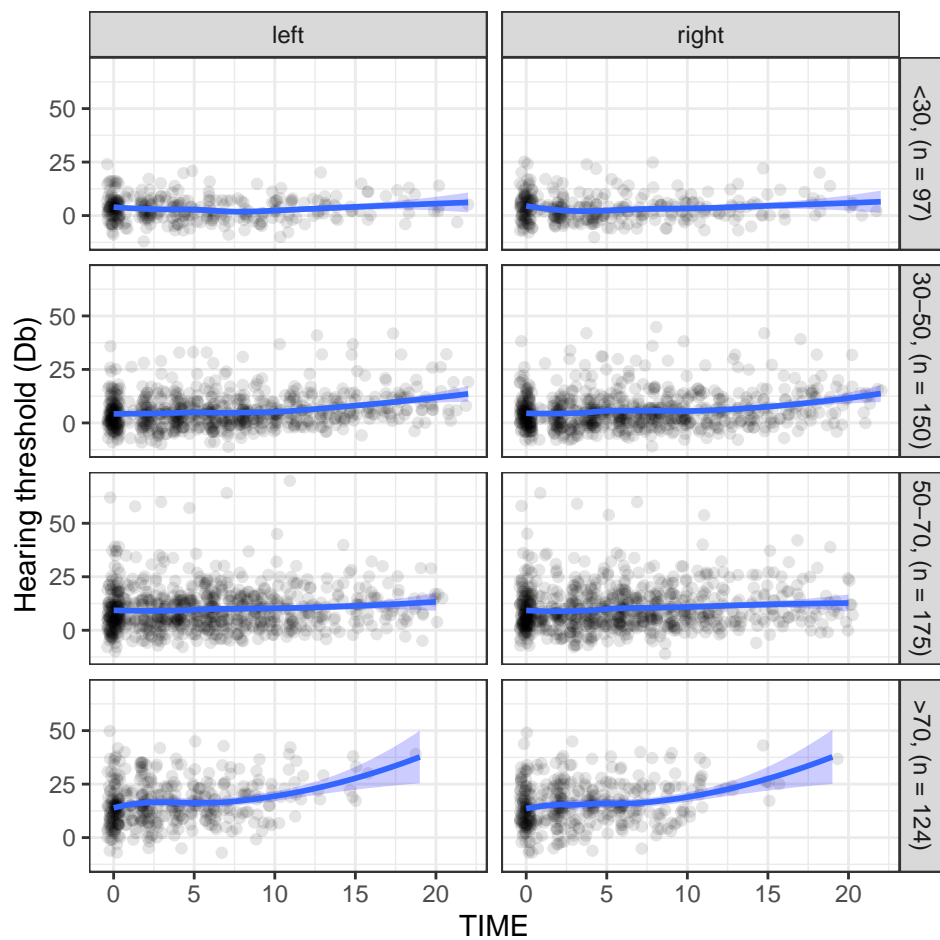 left
right
50
25
0
<30, (n = 97)
50
25
0
30−50, (n = 150)
50
25
0
50−70, (n = 175)
50
25
0
>70, (n = 124)
0
5
10
15
20
0
5
10
15
20
TIME
Hearing threshold (Db)